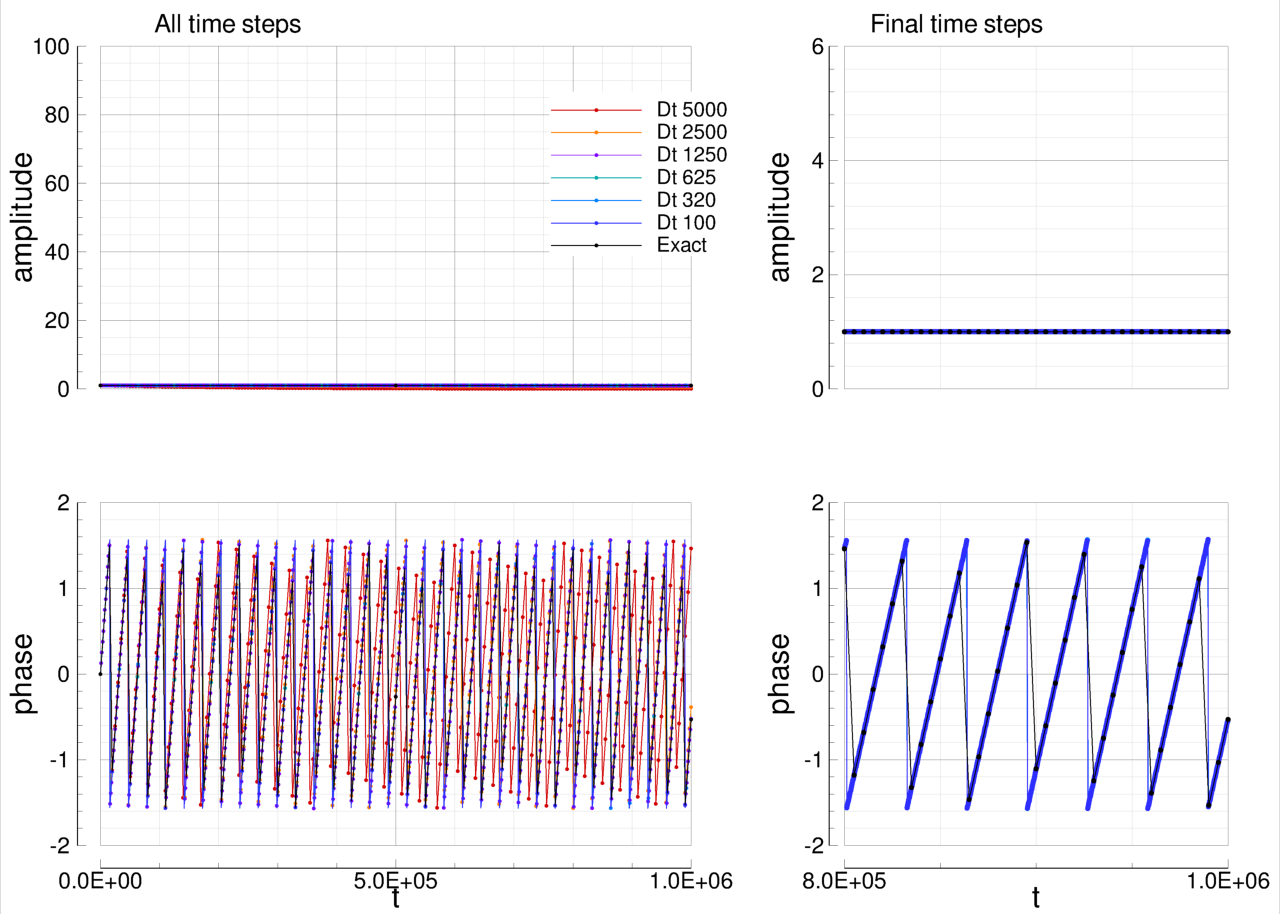 All time steps
Final time steps
100
80
60
40
20
0
amplitude
Dt 5000
Dt 2500
Dt 1250
Dt 625
Dt 320
Dt 100
Exact
6
4
2
0
amplitude
2
1
0
-1
-2
phase
0.0E+00
5.0E+05
1.0E+06
t
2
1
0
-1
-2
phase
8.0E+05
1.0E+06
t